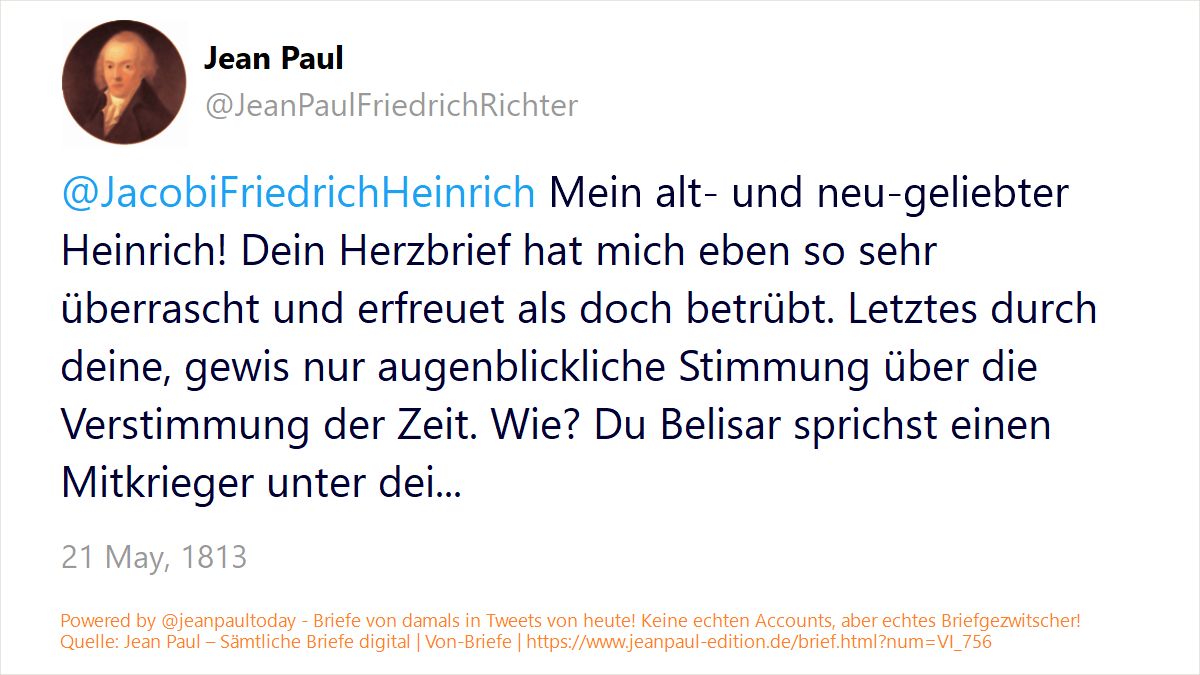 Jean Paul
@JeanPaulFriedrichRichter
@JacobiFriedrichHeinrich Mein alt- und neu-geliebter
Heinrich! Dein Herzbrief hat mich eben so sehr
überrascht und erfreuet als doch betrübt. Letztes durch
deine, gewis nur augenblickliche Stimmung über die
Verstimmung der Zeit. Wie? Du Belisar sprichst einen
Mitkrieger unter dei...
21 May, 1813
Powered by @jeanpaultoday - Briefe von damals in Tweets von heute! Keine echten Accounts, aber echtes Briefgezwitscher!
Quelle: Jean Paul – Sämtliche Briefe digital | Von-Briefe | https://www.jeanpaul-edition.de/brief.html?num=VI_756